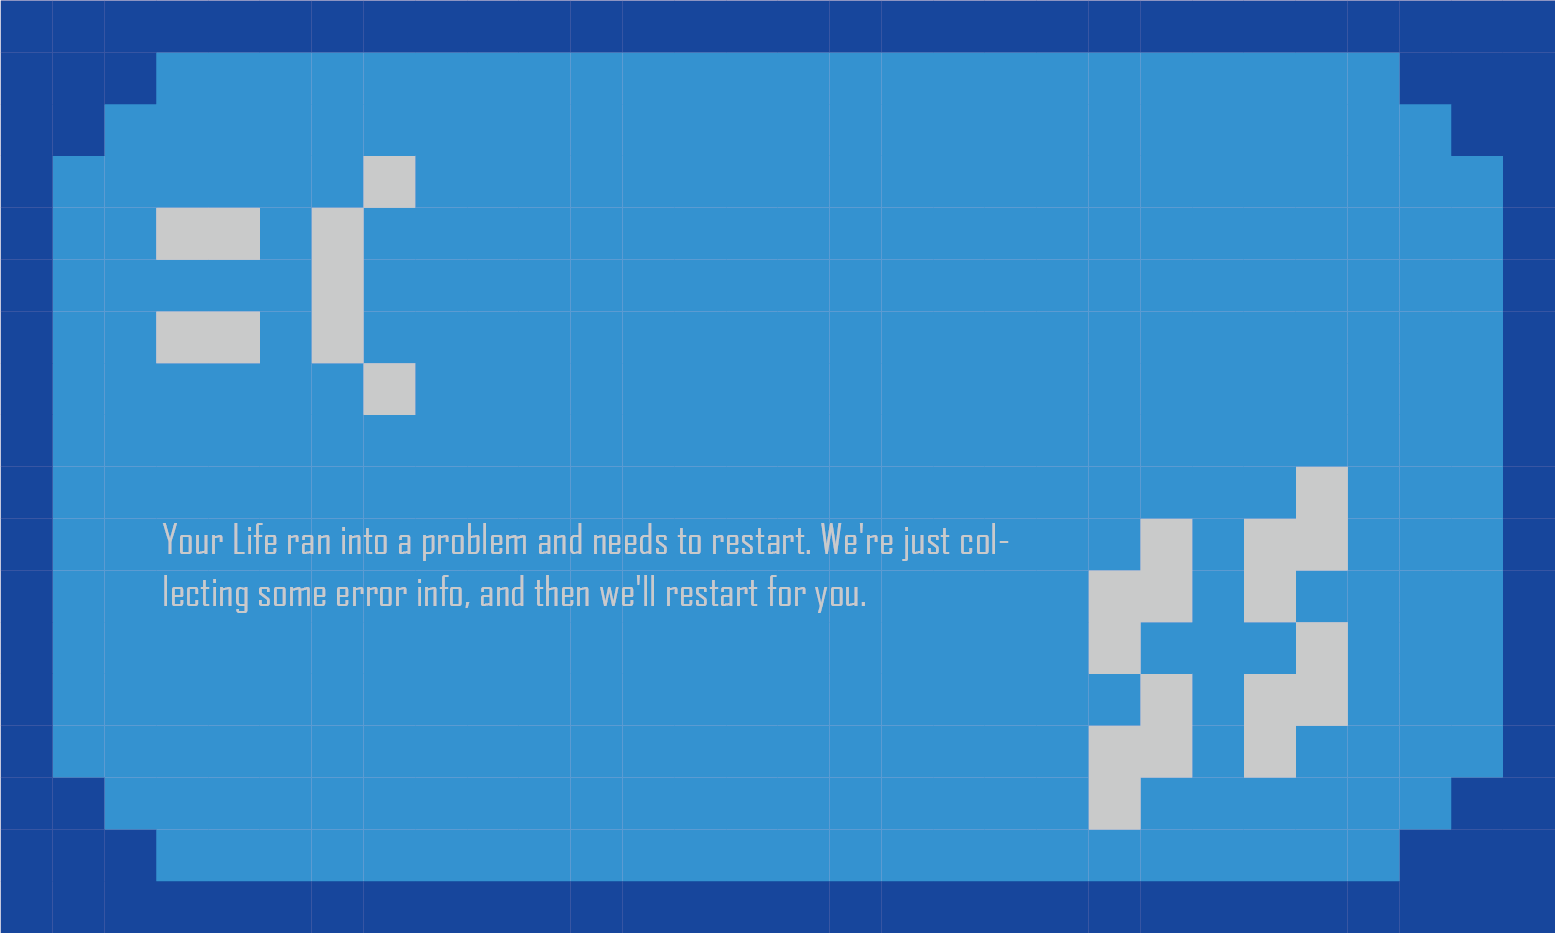 =(
Your Life ran into a problem and needs to restart. We're just col-
lecting some error info, and then we'll restart for you.